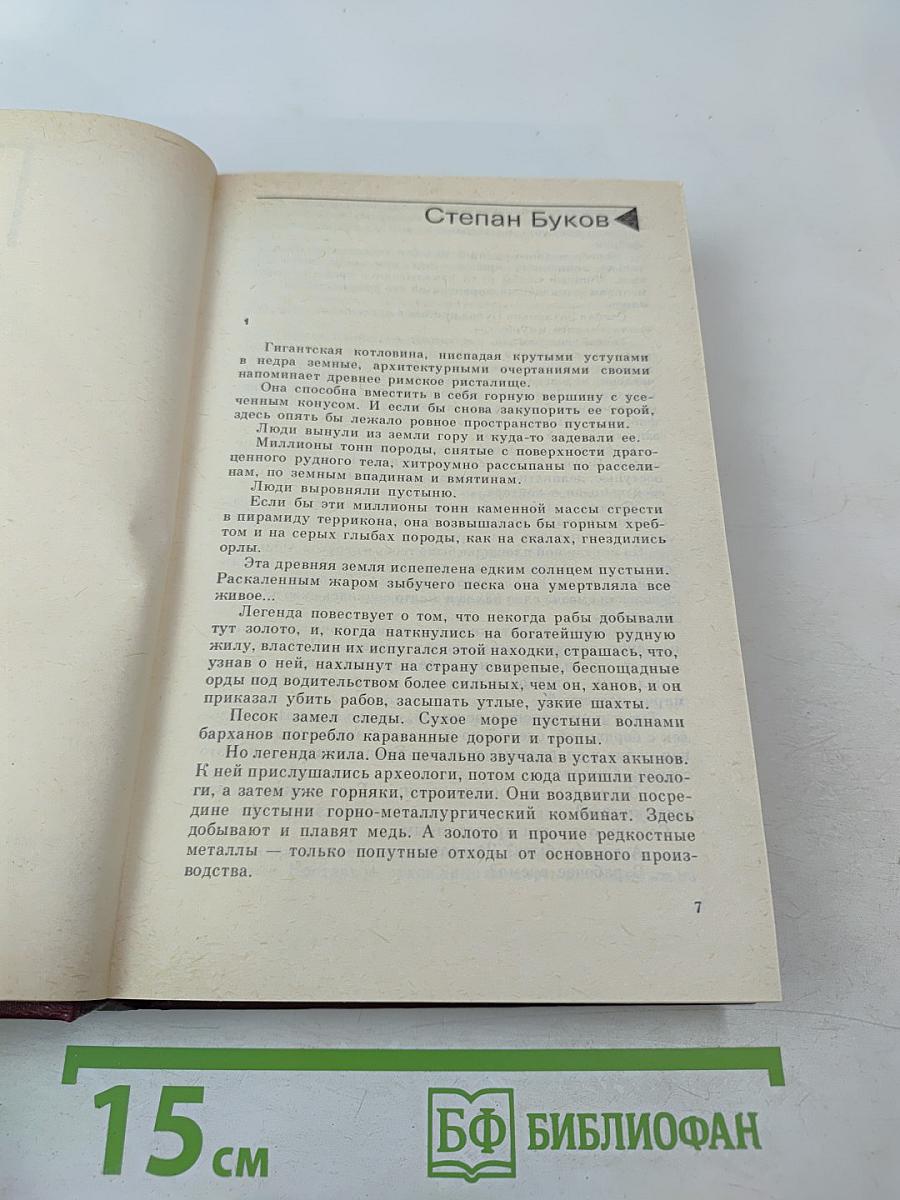 Степан Буков
1
Гигантская котловина, ниспадая крутыми уступами
в недра земные, архитектурными очертаниями своими
напоминает древнее римское ристалище.
Она способна вместить в себя горную вершину с усе-
ченным конусом. И если бы снова закупорить ее горой,
здесь опять бы лежало ровное пространство пустыни.
Люди вынули из земли гору и куда-то задевали ее.
Миллионы тонн породы, снятые с поверхности драго-
ценного рудного тела, хитроумно рассыпаны по рассели-
нам, по земным впадинам и вмятинам.
Люди выровняли пустыню.
Если бы эти миллионы тонн каменной массы сгрести
в пирамиду террикона, она возвышалась бы горным хреб-
том и на серых глыбах породы, как на скалах, гнездились
орлы.
Эта древняя земля испепелена едким солнцем пустыни.
Раскаленным жаром зыбучего песка она умертвляла все
живое...
Легенда повествует о том, что некогда рабы добывали
тут золото, и, когда наткнулись на богатейшую рудную
жилу, властелин их испугался этой находки, страшась, что,
узнав о ней, нахлынут на страну свирепые, беспощадные
орды под водительством более сильных, чем он, ханов, и он
приказал убить рабов, засыпать утлые, узкие шахты.
Песок замел следы. Сухое море пустыни волнами
барханов погребло караванные дороги и тропы.
Но легенда жила. Она печально звучала в устах акынов.
К ней прислушались археологи, потом сюда пришли геоло-
ги, а затем уже горняки, строители. Они воздвигли посре-
дине пустыни горно-металлургический комбинат. Здесь
добывают и плавят медь. А золото и прочие редкостные
металлы — только попутные отходы от основного произ-
водства.
7
15 см
БФ БИБЛИОФАН